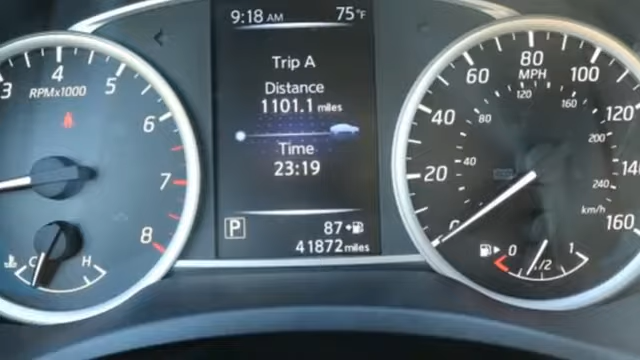 9:18 AM 75°F
Trip A
Distance
1101.1 miles
Time
23:19
P 87
41872 miles
3 4 5 6 7 8
RPMx1000
C H
0 20 40 60 80 100 120 140 160
MPH
40 80 120 160 200 240
km/h
0 1/2 1